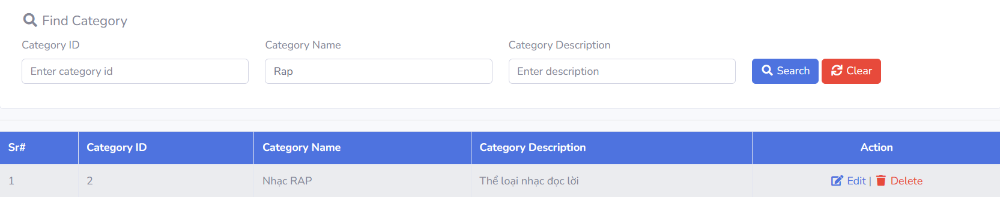 Find Category
Category ID Category Name Category Description
Enter category id Rap Enter description Search Clear
Sr# Category ID Category Name Category Description Action
1 2 Nhạc RAP Thể loại nhạc đọc lời Edit | Delete